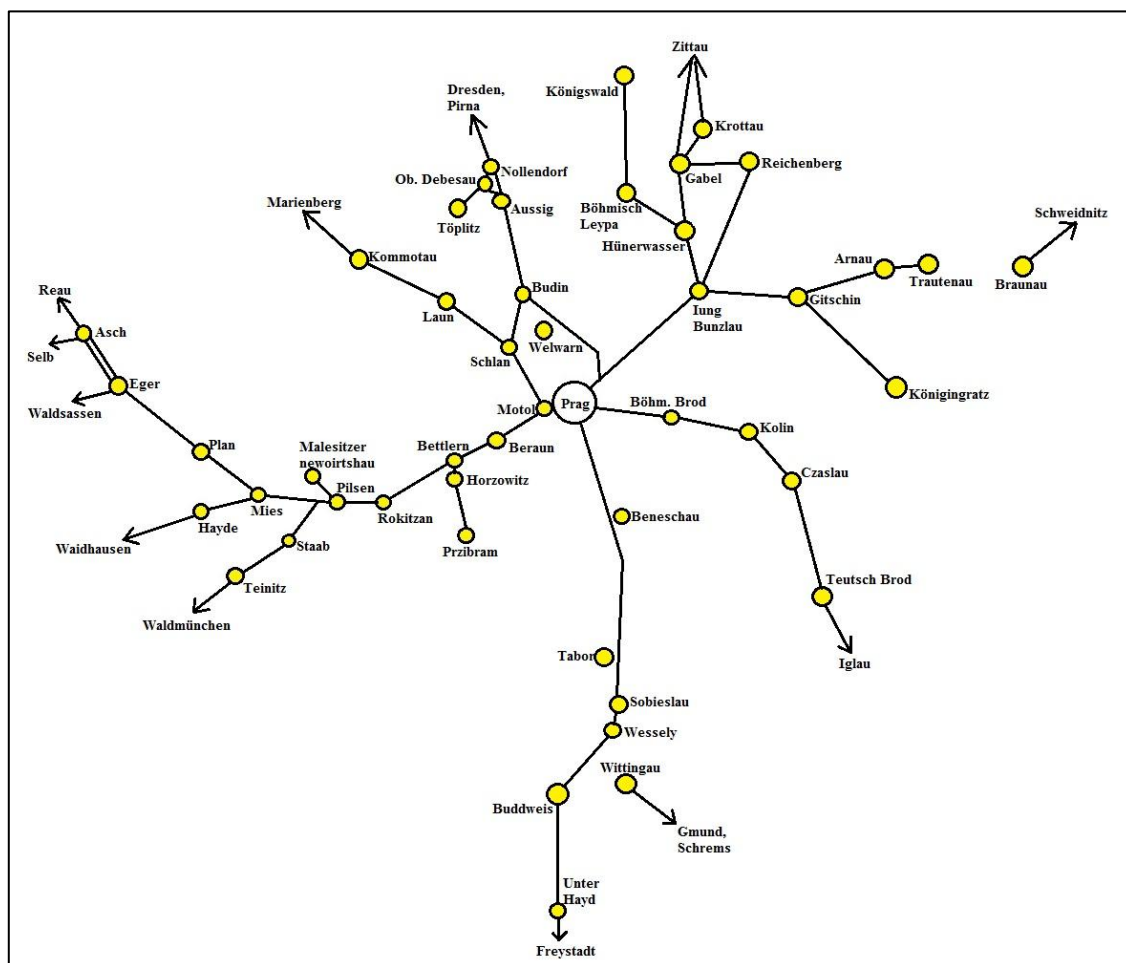 Zittau
Königswald
Dresden,
Pirna
Krottau
Nollendorf
Reichenberg
Gabel
Ob. Debesau
Aussig
Töplitz
Marienberg
Böhmisch
Leypa
Hünerwasser
Schweidnitz
Kommotau
Arnau
Trautenau
Braunau
Reau
Budin
Gitschin
Laun
Iung
Bunzlau
Asch
Welwarn
Selb
Schlan
Eger
Königingratz
Waldsassen
Prag
Motol
Böhm. Brod
Kolin
Plan
Malesitzer
newoirtshau
Bettlern
Beraun
Czaslau
Horzowitz
Pilsen
Mies
Rokitzan
Hayde
Beneschau
Waidhausen
Staab
Przibram
Teinitz
Teutsch Brod
Waldmünchen
Tabor
Iglau
Sobieslau
Wessely
Wittingau
Buddweis
Gmund,
Schrems
Unter
Hayd
Freystadt